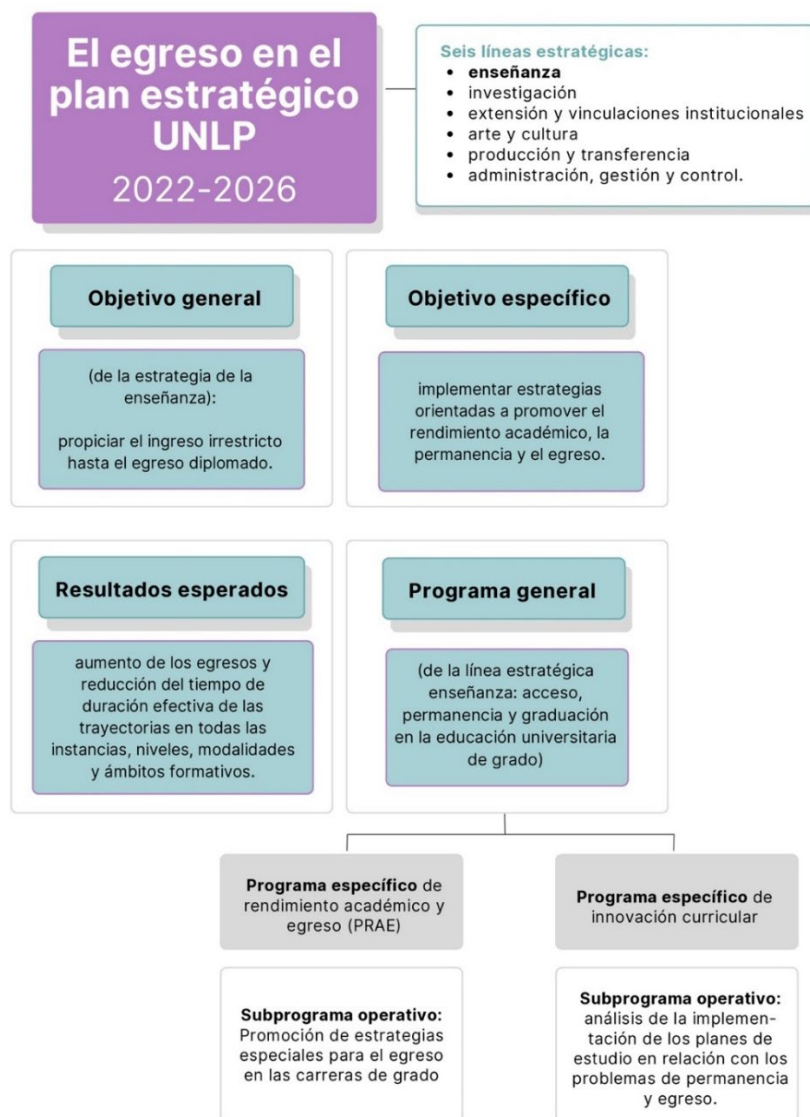 El egreso en el
plan estratégico
UNLP
2022-2026
Seis líneas estratégicas:
• enseñanza
• investigación
• extensión y vinculaciones institucionales
• arte y cultura
• producción y transferencia
• administración, gestión y control.
Objetivo general
(de la estrategia de la
enseñanza):
propiciar el ingreso irrestricto
hasta el egreso diplomado.
Objetivo específico
implementar estrategias
orientadas a promover el
rendimiento académico, la
permanencia y el egreso.
Resultados esperados
aumento de los egresos y
reducción del tiempo de
duración efectiva de las
trayectorias en todas las
instancias, niveles, modalidades
y ámbitos formativos.
Programa general
(de la línea estratégica
enseñanza: acceso,
permanencia y graduación
en la educación universitaria
de grado)
Programa específico de
rendimiento académico y
egreso (PRAE)
Programa específico de
innovación curricular
Subprograma operativo:
Promoción de estrategias
especiales para el egreso
en las carreras de grado
Subprograma operativo:
análisis de la implemen-
tación de los planes de
estudio en relación con los
problemas de permanencia
y egreso.